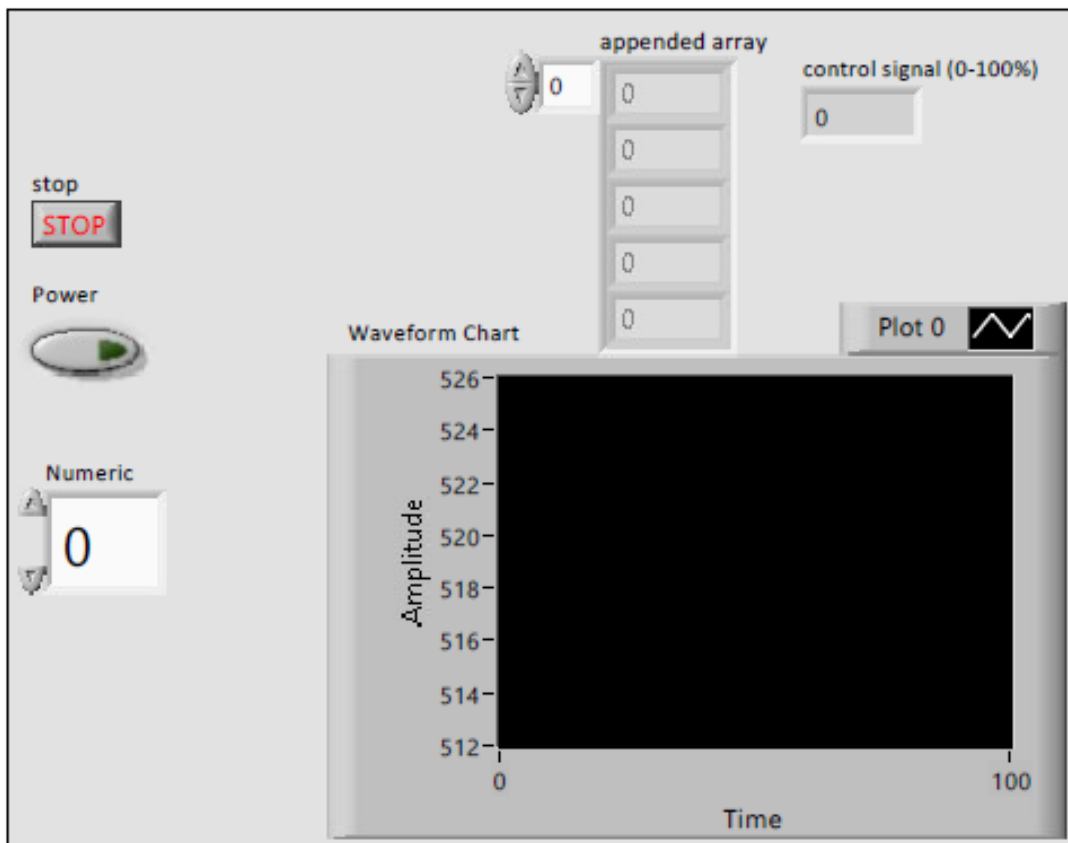 appended array
0
0
control signal (0-100%)
0
0
stop
STOP
0
Power
0
0
Waveform Chart
Plot 0
Numeric
0
526
524
522
520
518
516
514
512
Amplitude
0
100
Time